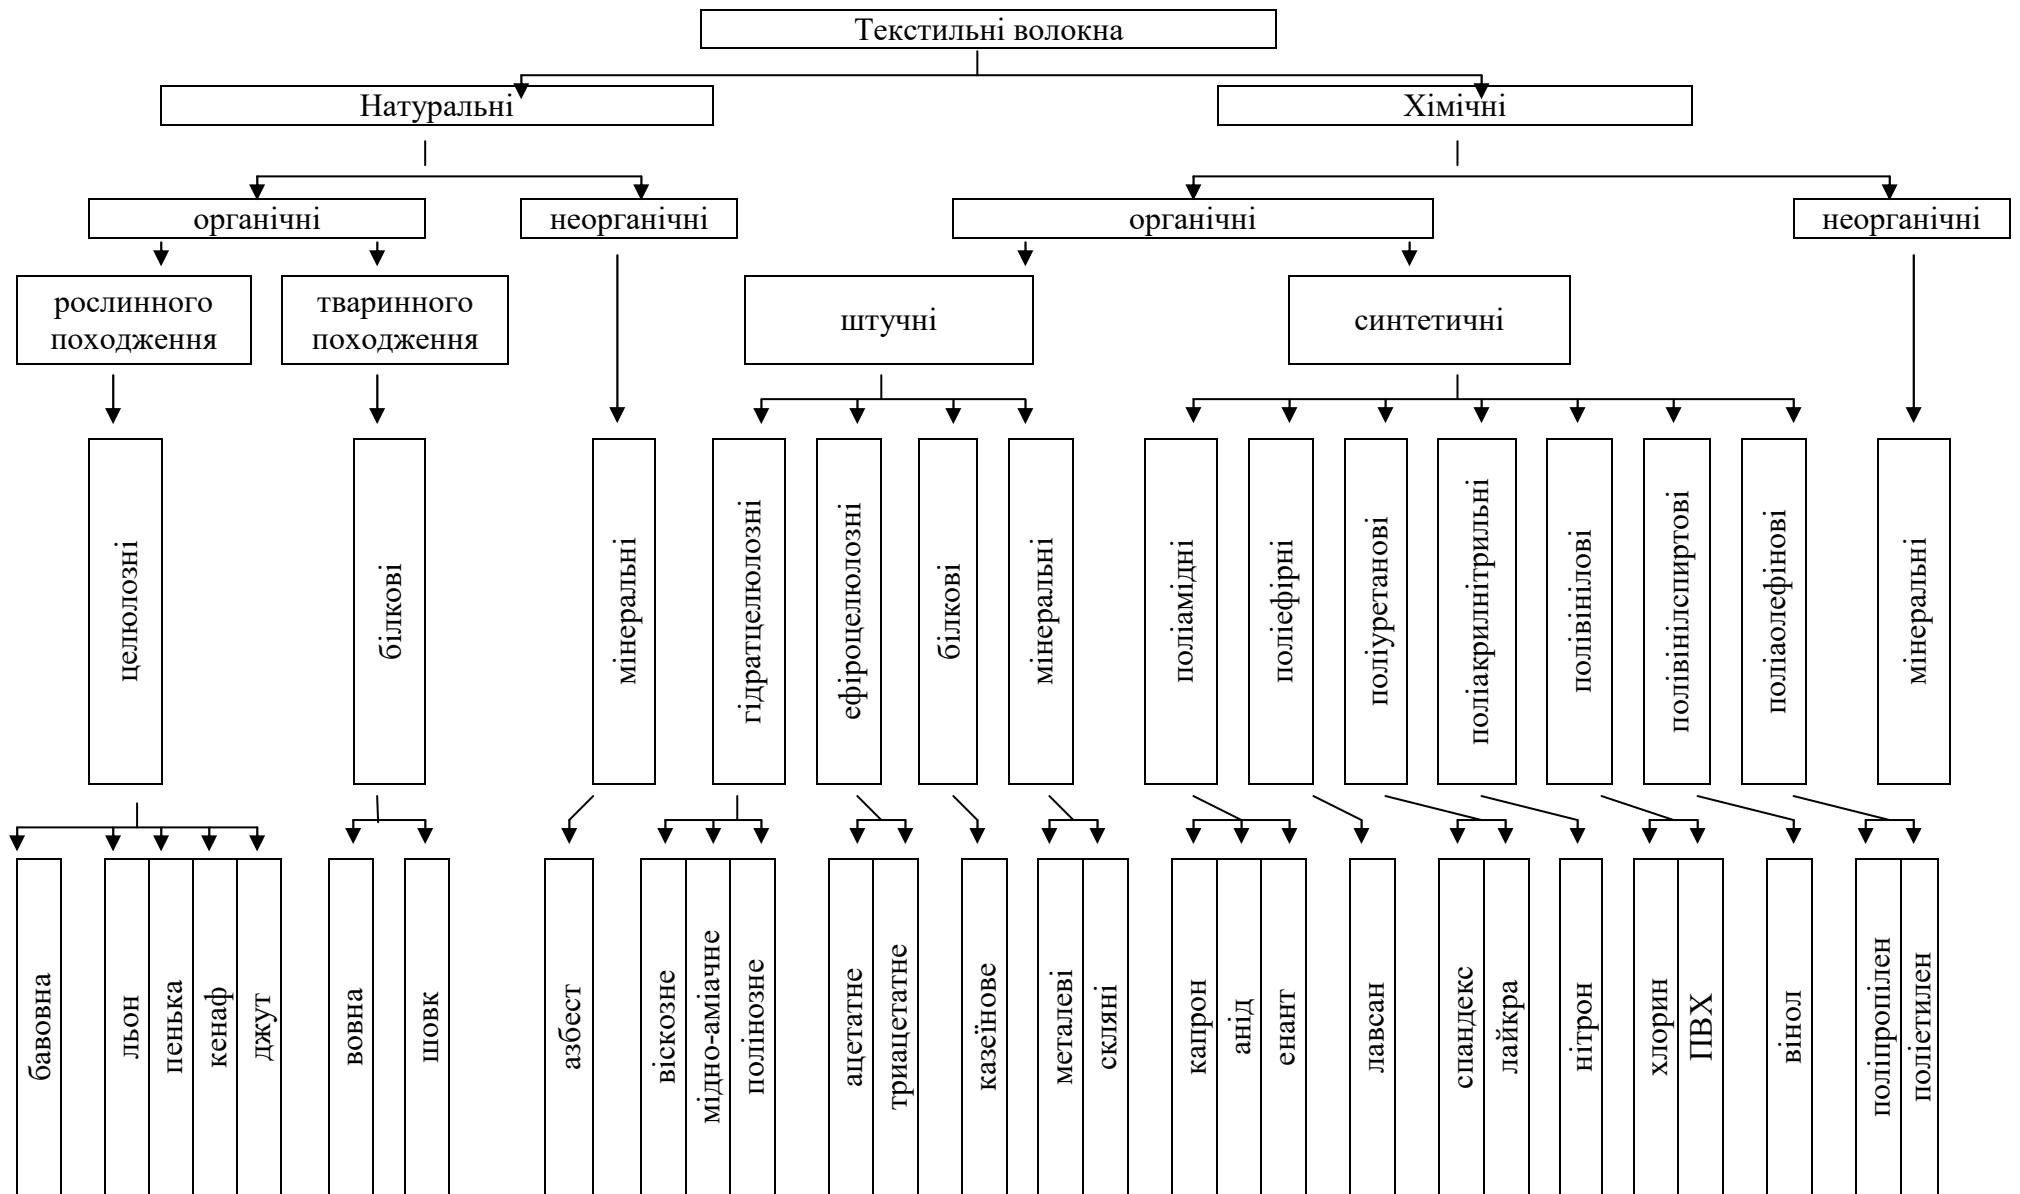 Текстильні волокна
Натуральні
Хімічні
органічні
неорганічні
органічні
неорганічні
рослинного
походження
тваринного
походження
штучні
синтетичні
целюлозні
білкові
мінеральні
гідратцелюлозні
ефіроцелюлозні
білкові
мінеральні
поліамідні
поліефірні
поліуретанові
поліакрилнітрильні
полівінілові
полівінілспиртові
поліаолефінові
мінеральні
бавовна
льон
пенька
кенаф
джут
вовна
шовк
азбест
віскозне
мідно-аміачне
полінозне
ацетатне
триацетатне
казеїнове
металеві
скляні
капрон
анід
енант
лавсан
спандекс
лайкра
нітрон
хлорин
ПВХ
вінол
поліпропілен
поліетилен